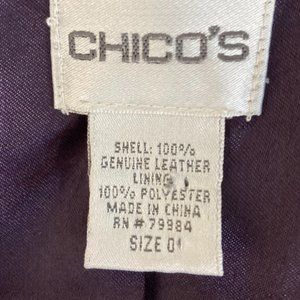 CHICO'S
SHELL: 100%
GENUINE LEATHER
LINING:
100% POLYESTER
MADE IN CHINA
RN # 79984
SIZE 0